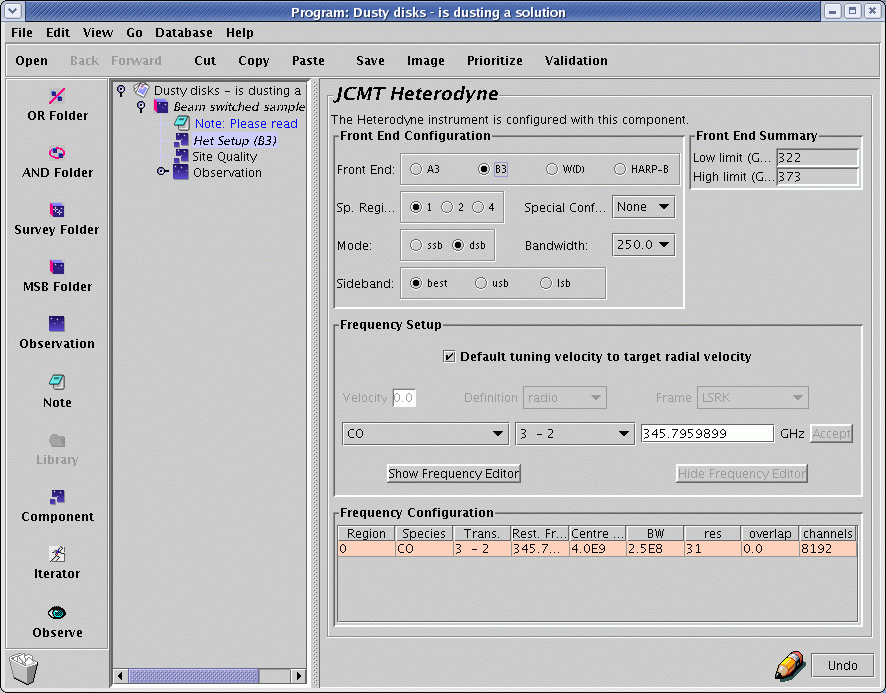 Program: Dusty disks - is dusting a solution
File Edit View Go Database Help
Open Back Forward Cut Copy Paste Save Image Prioritize Validation
OR Folder
AND Folder
Survey Folder
MSB Folder
Observation
Note
Library
Component
Iterator
Observe
Dusty disks - is dusting a
Beam switched sample
Note: Please read
Het Setup (B3)
Site Quality
Observation
JCMT Heterodyne
The Heterodyne instrument is configured with this component.
Front End Configuration
Front End: A3 B3 W(D) HARP-B
Sp. Regi... 1 2 4 Special Conf... None
Mode: ssb dsb Bandwidth: 250.0
Sideband: best usb lsb
Front End Summary
Low limit (G... 322
High limit (G... 373
Frequency Setup
Default tuning velocity to target radial velocity
Velocity 0.0 Definition radio Frame LSRK
CO 3 - 2 345.7959899 GHz Accept
Show Frequency Editor Hide Frequency Editor
Frequency Configuration
Region Species Trans. Rest. Fr... Centre ... BW res overlap channels
0 CO 3 - 2 345.7... 4.0E9 2.5E8 31 0.0 8192
Undo